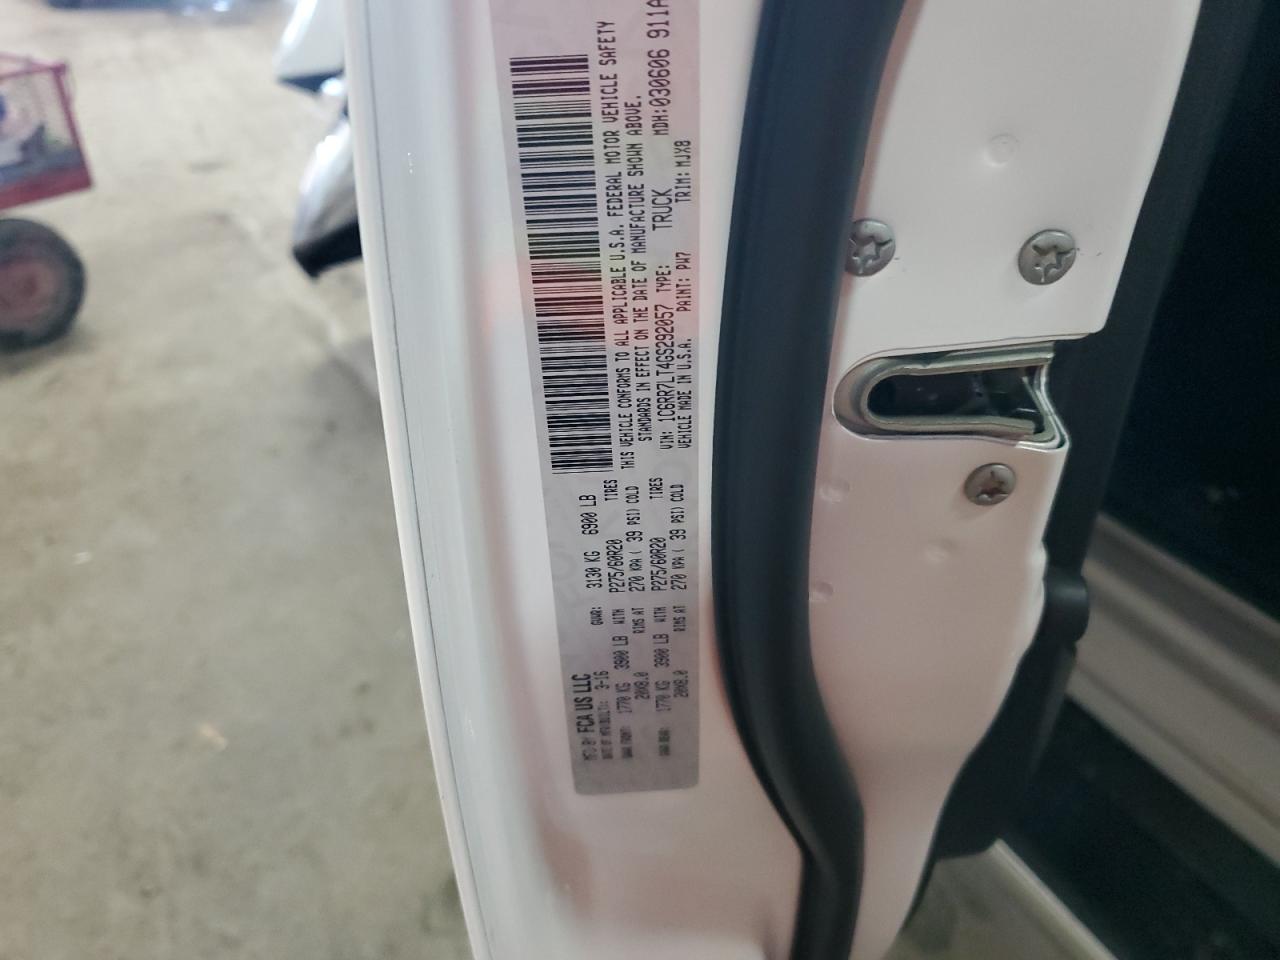 MFD BY FCA US LLC
DATE OF MFG(BUILT): 3-16 GVWR: 3130 KG 6900 LB
GAWR FRONT: 1770 KG 3900 LB WITH P275/60R20 TIRES
20X8.0 RIMS AT 270 KPA ( 39 PSI) COLD
GAWR REAR: 1770 KG 3900 LB WITH P275/60R20 TIRES
20X8.0 RIMS AT 270 KPA ( 39 PSI) COLD
THIS VEHICLE CONFORMS TO ALL APPLICABLE U.S.A. FEDERAL MOTOR VEHICLE SAFETY
STANDARDS IN EFFECT ON THE DATE OF MANUFACTURE SHOWN ABOVE.
VIN: 1C6RR7LT4GS292057 TYPE: TRUCK MDH:030606 911A
VEHICLE MADE IN U.S.A. PAINT: PW7 TRIM: MJX8